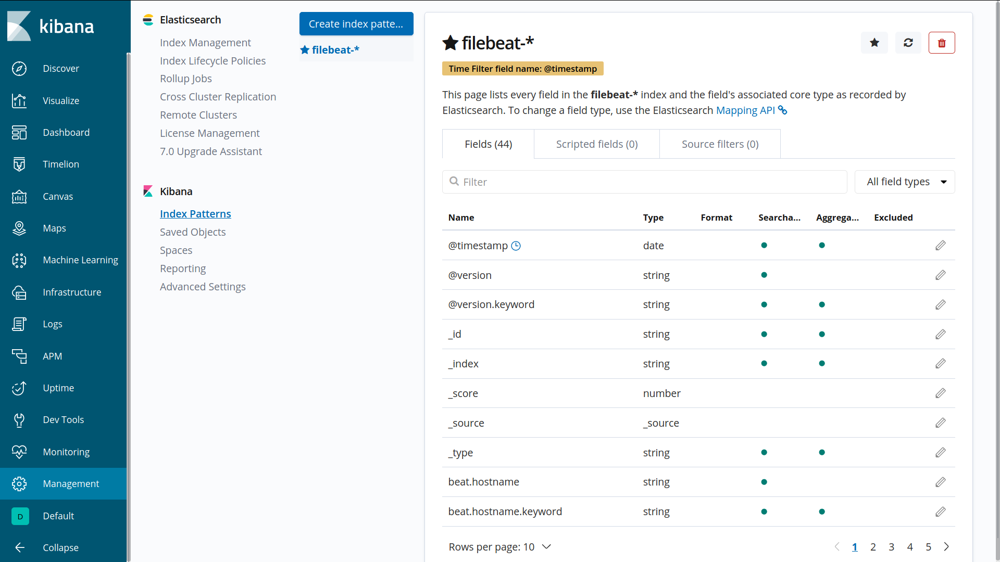 kibana
Discover
Visualize
Dashboard
Timelion
Canvas
Maps
Machine Learning
Infrastructure
Logs
APM
Uptime
Dev Tools
Monitoring
Management
D Default
Collapse
Elasticsearch
Index Management
Index Lifecycle Policies
Rollup Jobs
Cross Cluster Replication
Remote Clusters
License Management
7.0 Upgrade Assistant
Kibana
Index Patterns
Saved Objects
Spaces
Reporting
Advanced Settings
Create index patte...
filebeat-*
filebeat-*
Time Filter field name: @timestamp
This page lists every field in the filebeat-* index and the field's associated core type as recorded by
Elasticsearch. To change a field type, use the Elasticsearch Mapping API
Fields (44) Scripted fields (0) Source filters (0)
Filter All field types
Name Type Format Searcha... Aggrega... Excluded
@timestamp date
@version string
@version.keyword string
_id string
_index string
_score number
_source _source
_type string
beat.hostname string
beat.hostname.keyword string
Rows per page: 10 1 2 3 4 5